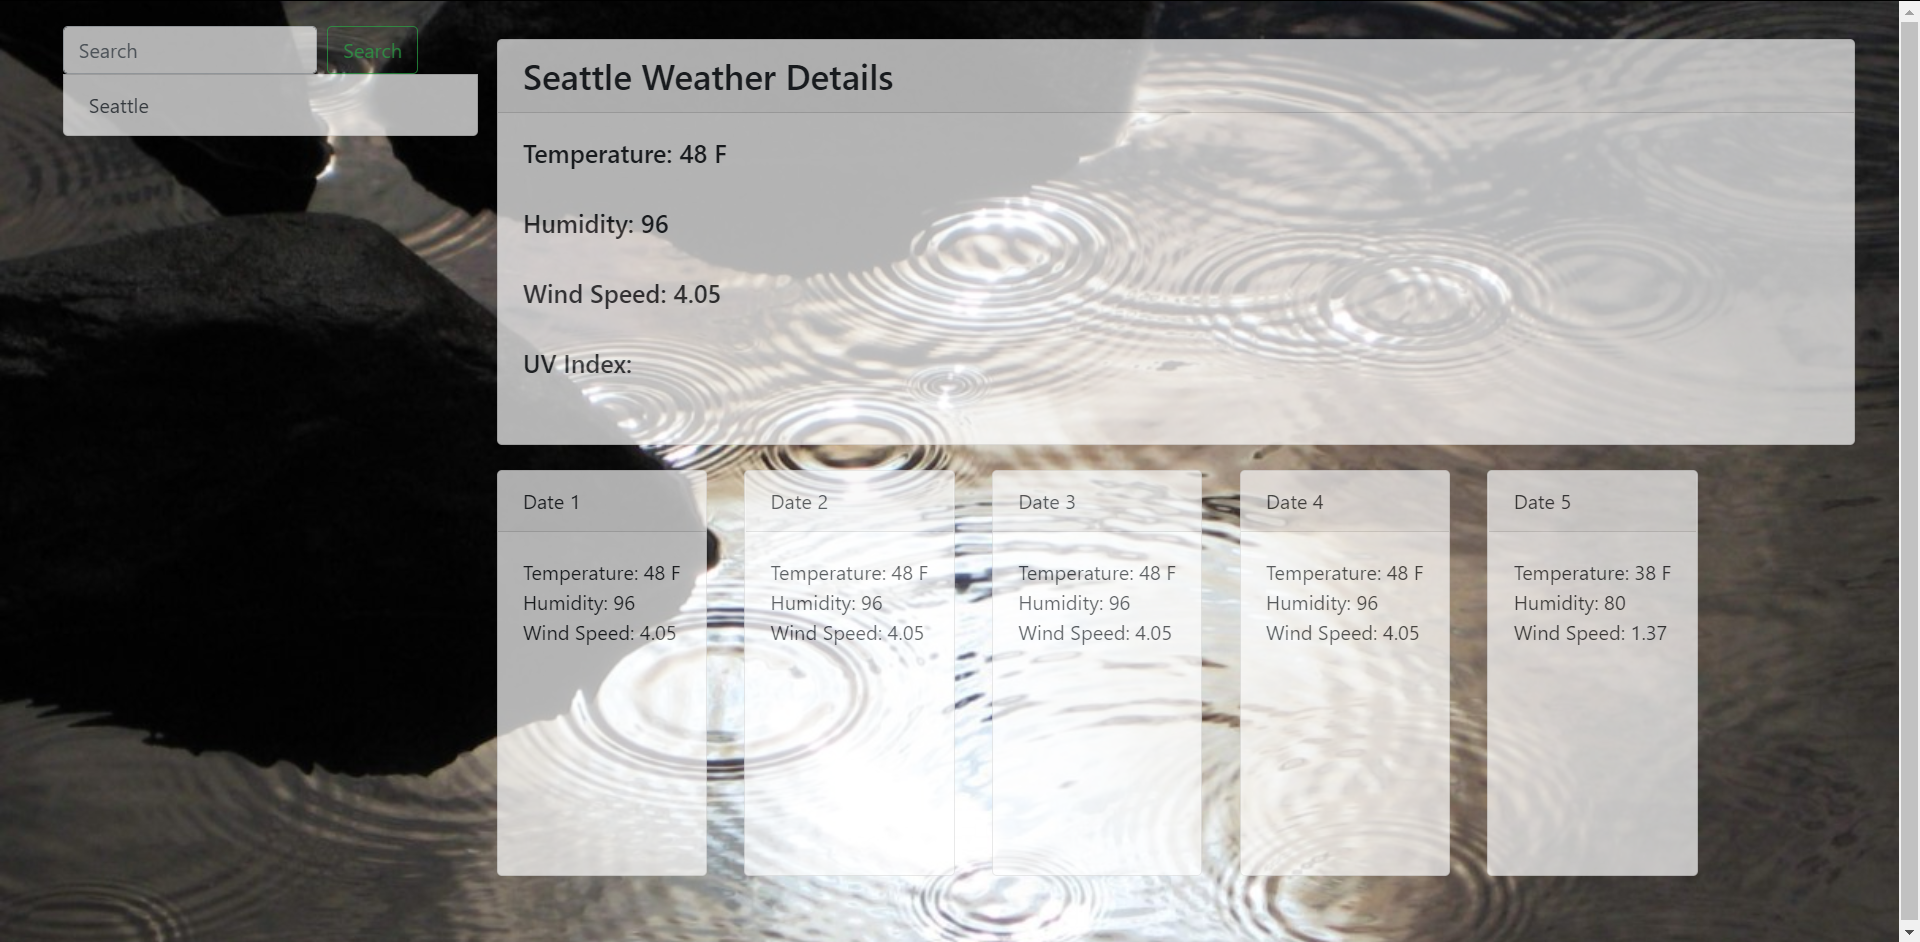 Search Search
Seattle
Seattle Weather Details
Temperature: 48 F
Humidity: 96
Wind Speed: 4.05
UV Index:
Date 1
Temperature: 48 F
Humidity: 96
Wind Speed: 4.05
Date 2
Temperature: 48 F
Humidity: 96
Wind Speed: 4.05
Date 3
Temperature: 48 F
Humidity: 96
Wind Speed: 4.05
Date 4
Temperature: 48 F
Humidity: 96
Wind Speed: 4.05
Date 5
Temperature: 38 F
Humidity: 80
Wind Speed: 1.37